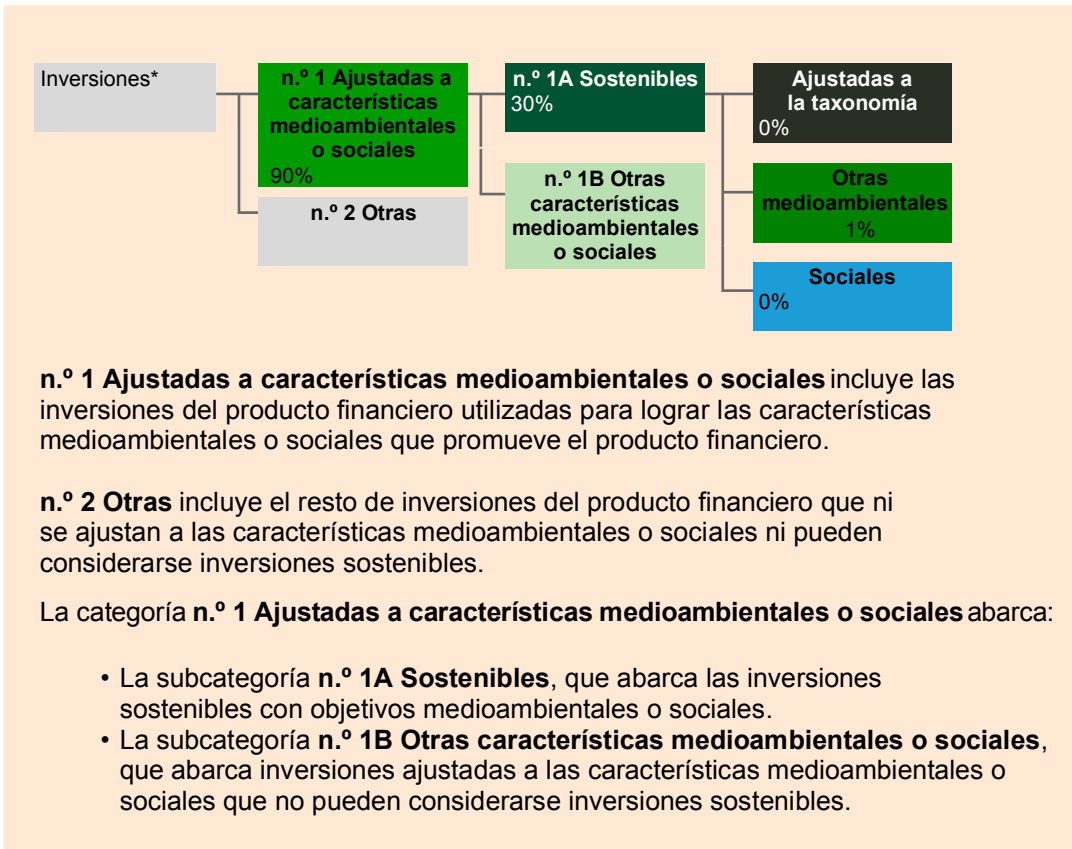 Inversiones*
n.º 1 Ajustadas a
características
medioambientales
o sociales
90%
n.º 2 Otras
n.º 1A Sostenibles
30%
n.º 1B Otras
características
medioambientales
o sociales
Ajustadas a
la taxonomía
0%
Otras
medioambientales
1%
Sociales
0%
n.º 1 Ajustadas a características medioambientales o sociales incluye las
inversiones del producto financiero utilizadas para lograr las características
medioambientales o sociales que promueve el producto financiero.
n.º 2 Otras incluye el resto de inversiones del producto financiero que ni
se ajustan a las características medioambientales o sociales ni pueden
considerarse inversiones sostenibles.
La categoría n.º 1 Ajustadas a características medioambientales o sociales abarca:
• La subcategoría n.º 1A Sostenibles, que abarca las inversiones
sostenibles con objetivos medioambientales o sociales.
• La subcategoría n.º 1B Otras características medioambientales o sociales,
que abarca inversiones ajustadas a las características medioambientales o
sociales que no pueden considerarse inversiones sostenibles.